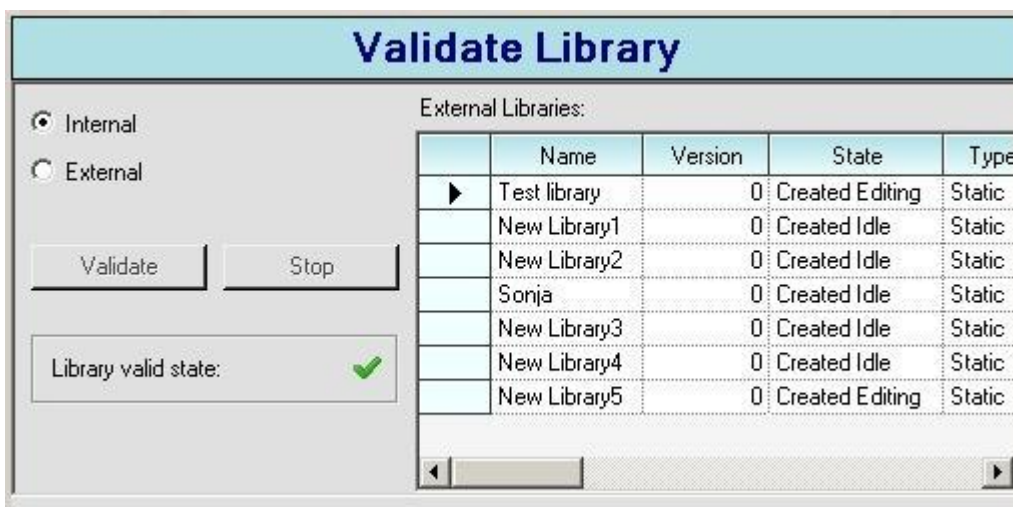 Validate Library
Internal
External
Validate Stop
Library valid state:
External Libraries:
Name Version State Type
Test library 0 Created Editing Static
New Library1 0 Created Idle Static
New Library2 0 Created Idle Static
Sonja 0 Created Idle Static
New Library3 0 Created Idle Static
New Library4 0 Created Idle Static
New Library5 0 Created Editing Static